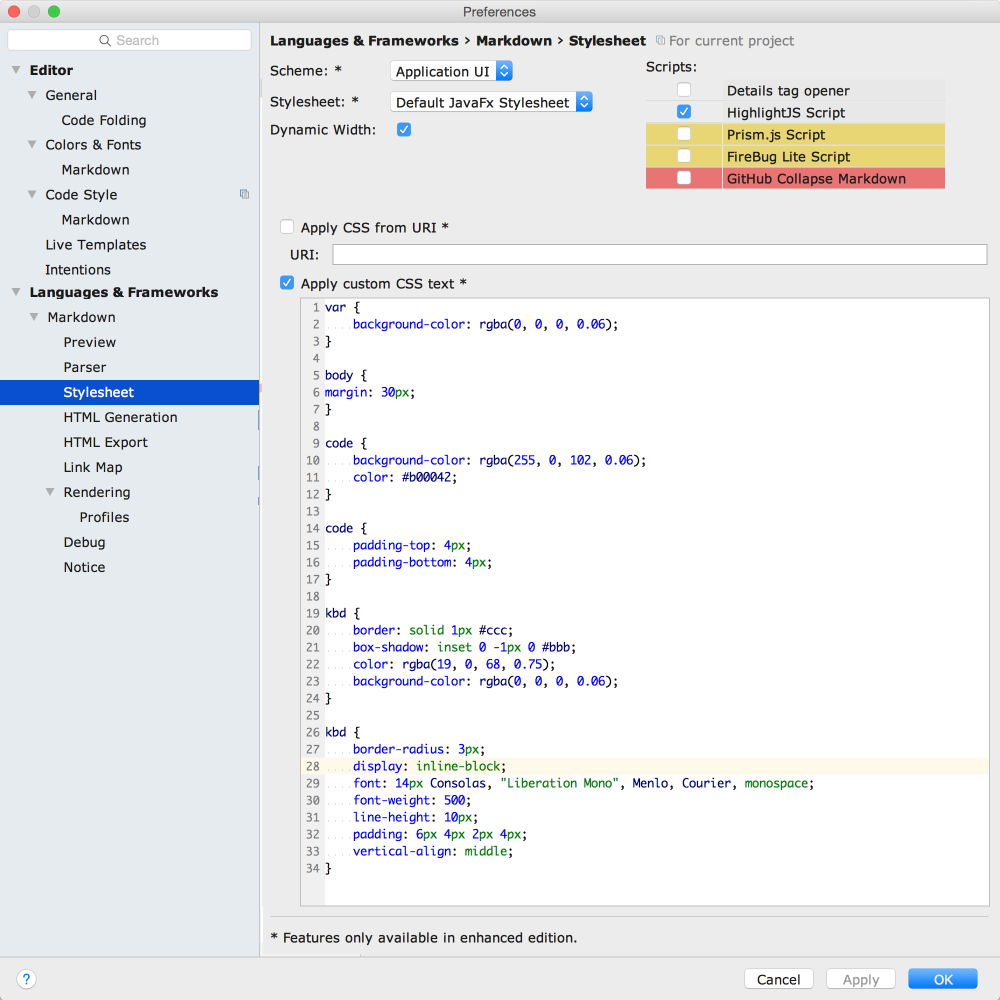 Preferences
Search
Editor
General
Code Folding
Colors & Fonts
Markdown
Code Style
Markdown
Live Templates
Intentions
Languages & Frameworks
Markdown
Preview
Parser
Stylesheet
HTML Generation
HTML Export
Link Map
Rendering
Profiles
Debug
Notice
Languages & Frameworks › Markdown › Stylesheet For current project
Scheme: * Application UI
Stylesheet: * Default JavaFx Stylesheet
Dynamic Width:
Scripts:
Details tag opener
HighlightJS Script
Prism.js Script
FireBug Lite Script
GitHub Collapse Markdown
Apply CSS from URI *
URI:
Apply custom CSS text *
1 var {
2 background-color: rgba(0, 0, 0, 0.06);
3 }
4
5 body {
6 margin: 30px;
7 }
8
9 code {
10 background-color: rgba(255, 0, 102, 0.06);
11 color: #b00042;
12 }
13
14 code {
15 padding-top: 4px;
16 padding-bottom: 4px;
17 }
18
19 kbd {
20 border: solid 1px #ccc;
21 box-shadow: inset 0 -1px 0 #bbb;
22 color: rgba(19, 0, 68, 0.75);
23 background-color: rgba(0, 0, 0, 0.06);
24 }
25
26 kbd {
27 border-radius: 3px;
28 display: inline-block;
29 font: 14px Consolas, "Liberation Mono", Menlo, Courier, monospace;
30 font-weight: 500;
31 line-height: 10px;
32 padding: 6px 4px 2px 4px;
33 vertical-align: middle;
34 }
* Features only available in enhanced edition.
?
Cancel
Apply
OK